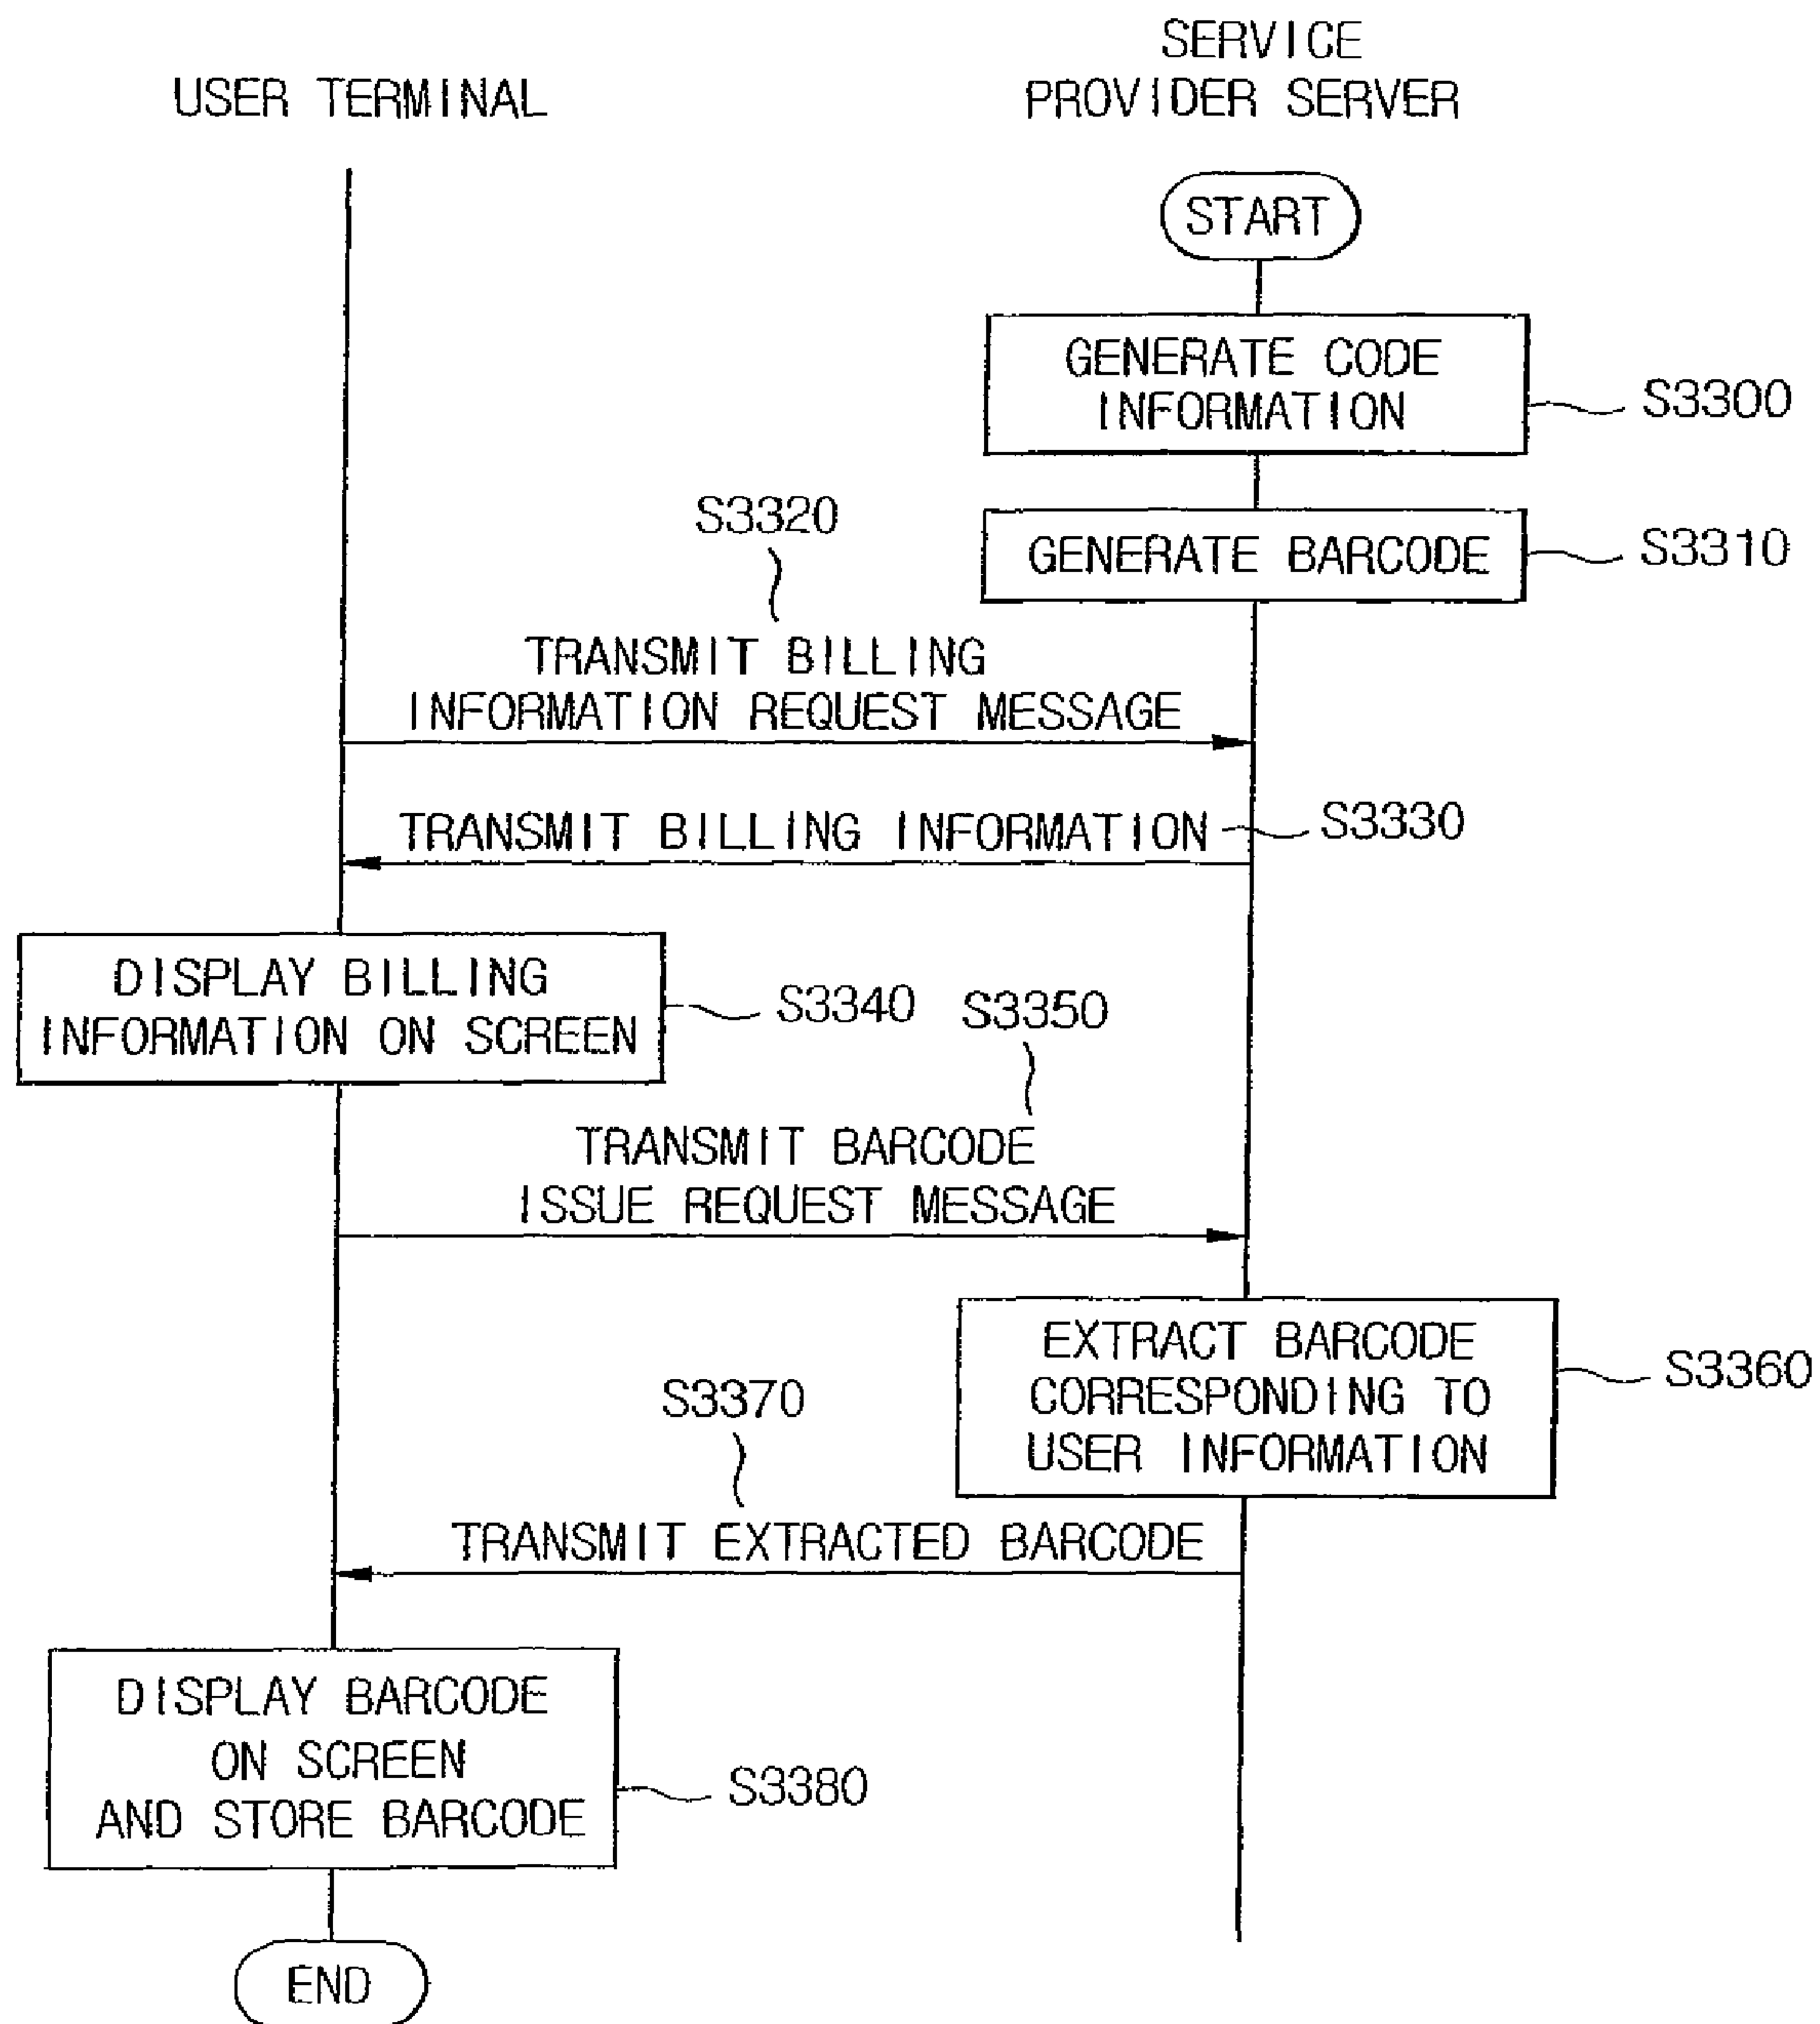 USER TERMINAL
SERVICE
PROVIDER SERVER
START
GENERATE CODE
INFORMATION
S3300
GENERATE BARCODE
S3310
S3320
TRANSMIT BILLING
INFORMATION REQUEST MESSAGE
TRANSMIT BILLING INFORMATION
S3330
DISPLAY BILLING
INFORMATION ON SCREEN
S3340
S3350
TRANSMIT BARCODE
ISSUE REQUEST MESSAGE
EXTRACT BARCODE
CORRESPONDING TO
USER INFORMATION
S3360
S3370
TRANSMIT EXTRACTED BARCODE
DISPLAY BARCODE
ON SCREEN
AND STORE BARCODE
S3380
END